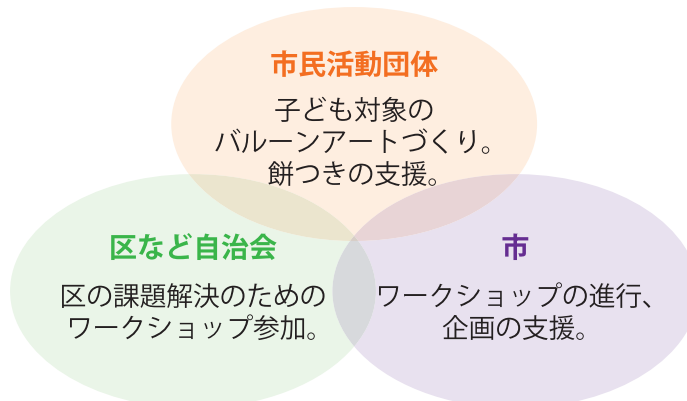 市民活動団体
子ども対象の
バルーンアートづくり。
餅つきの支援。
区など自治会
区の課題解決のための
ワークショップ参加。
市
ワークショップの進行、
企画の支援。